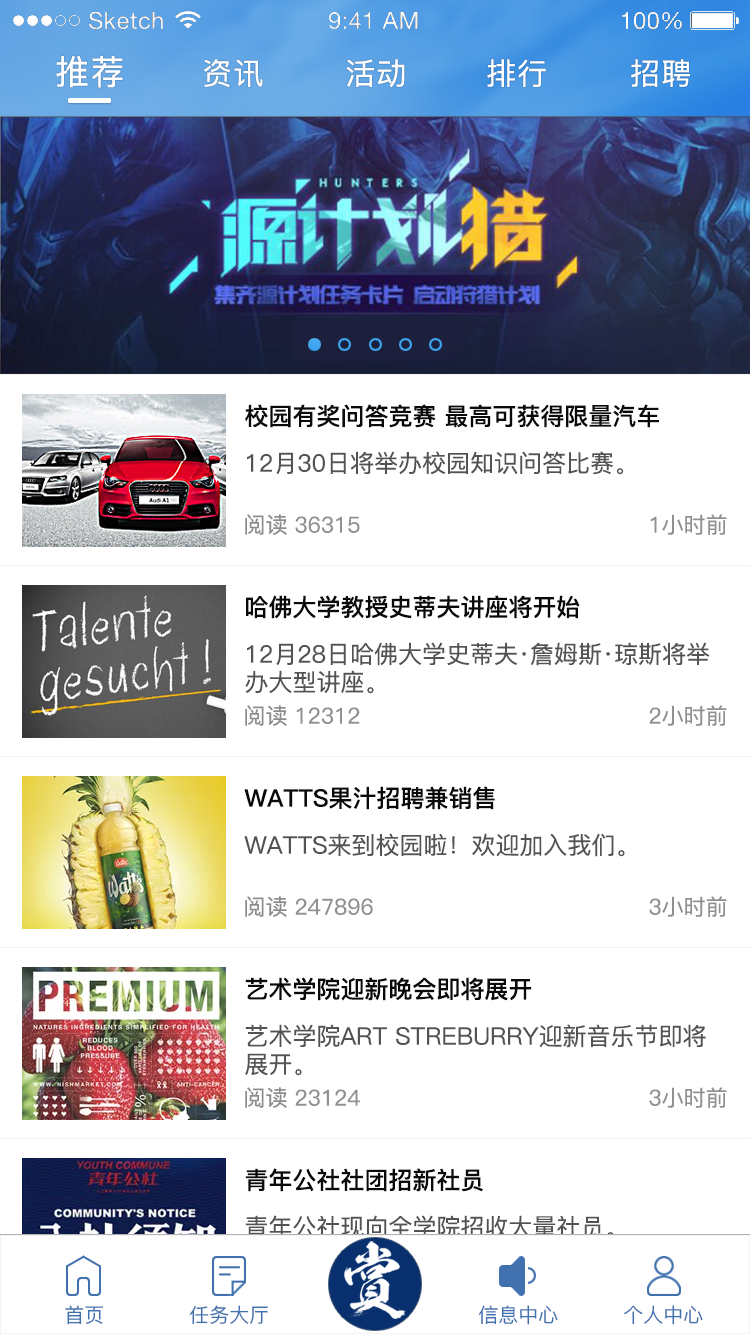 Sketch 9:41 AM 100%
推荐 资讯 活动 排行 招聘
HUNTERS
源计划 猎
集齐源计划任务卡片 启动狩猎计划
校园有奖问答竞赛 最高可获得限量汽车
12月30日将举办校园知识问答比赛。
阅读 36315 1小时前
Audi A1
Talente
gesucht!
哈佛大学教授史蒂夫讲座将开始
12月28日哈佛大学史蒂夫·詹姆斯·琼斯将举
办大型讲座。
阅读 12312 2小时前
Watt's
WATTS果汁招聘兼销售
WATTS来到校园啦！欢迎加入我们。
阅读 247896 3小时前
PREMIUM
NATURES INGREDIENTS SIMPLIFIED FOR HEALTH
REDUCES
BLOOD
PRESSURE
WWW.NISHMARKET.COM
ANTI-CANCER
艺术学院迎新晚会即将展开
艺术学院ART STREBURRY迎新音乐节即将
展开。
阅读 23124 3小时前
YOUTH COMMUNE
青年公社
COMMUNITY'S NOTICE
青年公社社团招新社员
青年公社现向全学院招收大量社员。
赏
首页 任务大厅 信息中心 个人中心